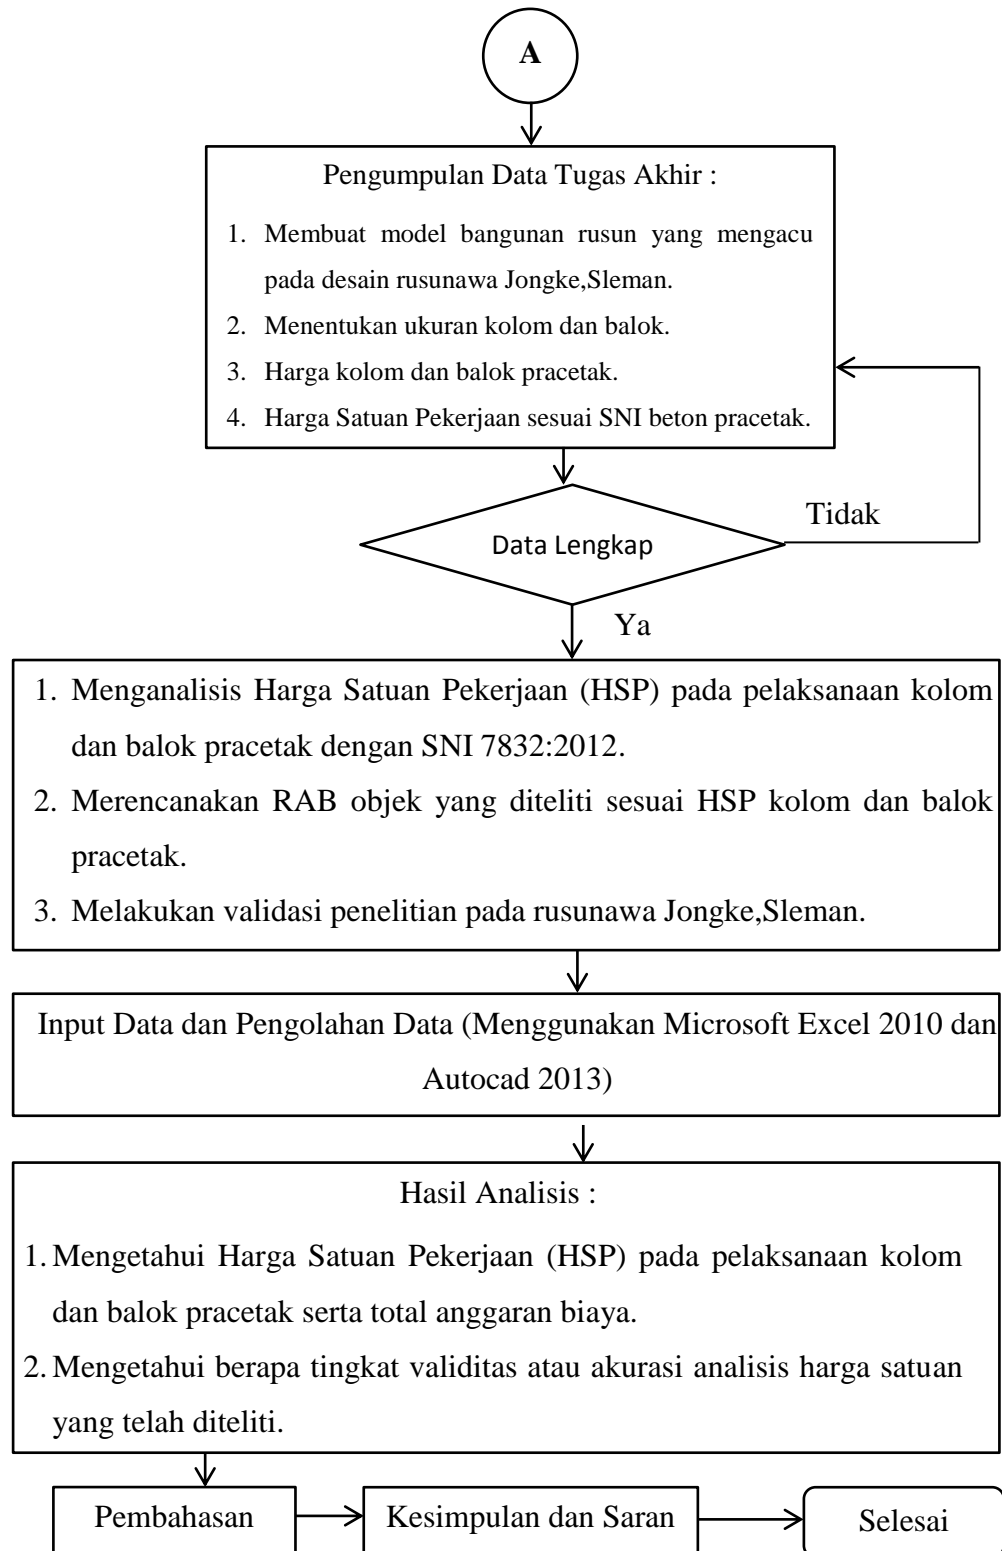 A
Pengumpulan Data Tugas Akhir :
1. Membuat model bangunan rusun yang mengacu
pada desain rusunawa Jongke,Sleman.
2. Menentukan ukuran kolom dan balok.
3. Harga kolom dan balok pracetak.
4. Harga Satuan Pekerjaan sesuai SNI beton pracetak.
Tidak
Data Lengkap
Ya
1. Menganalisis Harga Satuan Pekerjaan (HSP) pada pelaksanaan kolom
dan balok pracetak dengan SNI 7832:2012.
2. Merencanakan RAB objek yang diteliti sesuai HSP kolom dan balok
pracetak.
3. Melakukan validasi penelitian pada rusunawa Jongke,Sleman.
Input Data dan Pengolahan Data (Menggunakan Microsoft Excel 2010 dan
Autocad 2013)
Hasil Analisis :
1. Mengetahui Harga Satuan Pekerjaan (HSP) pada pelaksanaan kolom
dan balok pracetak serta total anggaran biaya.
2. Mengetahui berapa tingkat validitas atau akurasi analisis harga satuan
yang telah diteliti.
Pembahasan
Kesimpulan dan Saran
Selesai